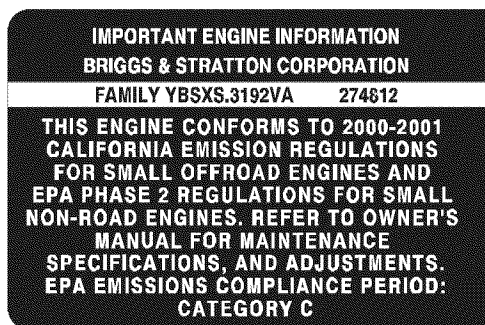 IMPORTANT ENGINE INFORMATION
BRIGGS & STRATTON CORPORATION
FAMILY YBSXS.3192VA 274812
THIS ENGINE CONFORMS TO 2000-2001
CALIFORNIA EMISSION REGULATIONS
FOR SMALL OFFROAD ENGINES AND
EPA PHASE 2 REGULATIONS FOR SMALL
NON-ROAD ENGINES. REFER TO OWNER'S
MANUAL FOR MAINTENANCE
SPECIFICATIONS, AND ADJUSTMENTS.
EPA EMISSIONS COMPLIANCE PERIOD:
CATEGORY C